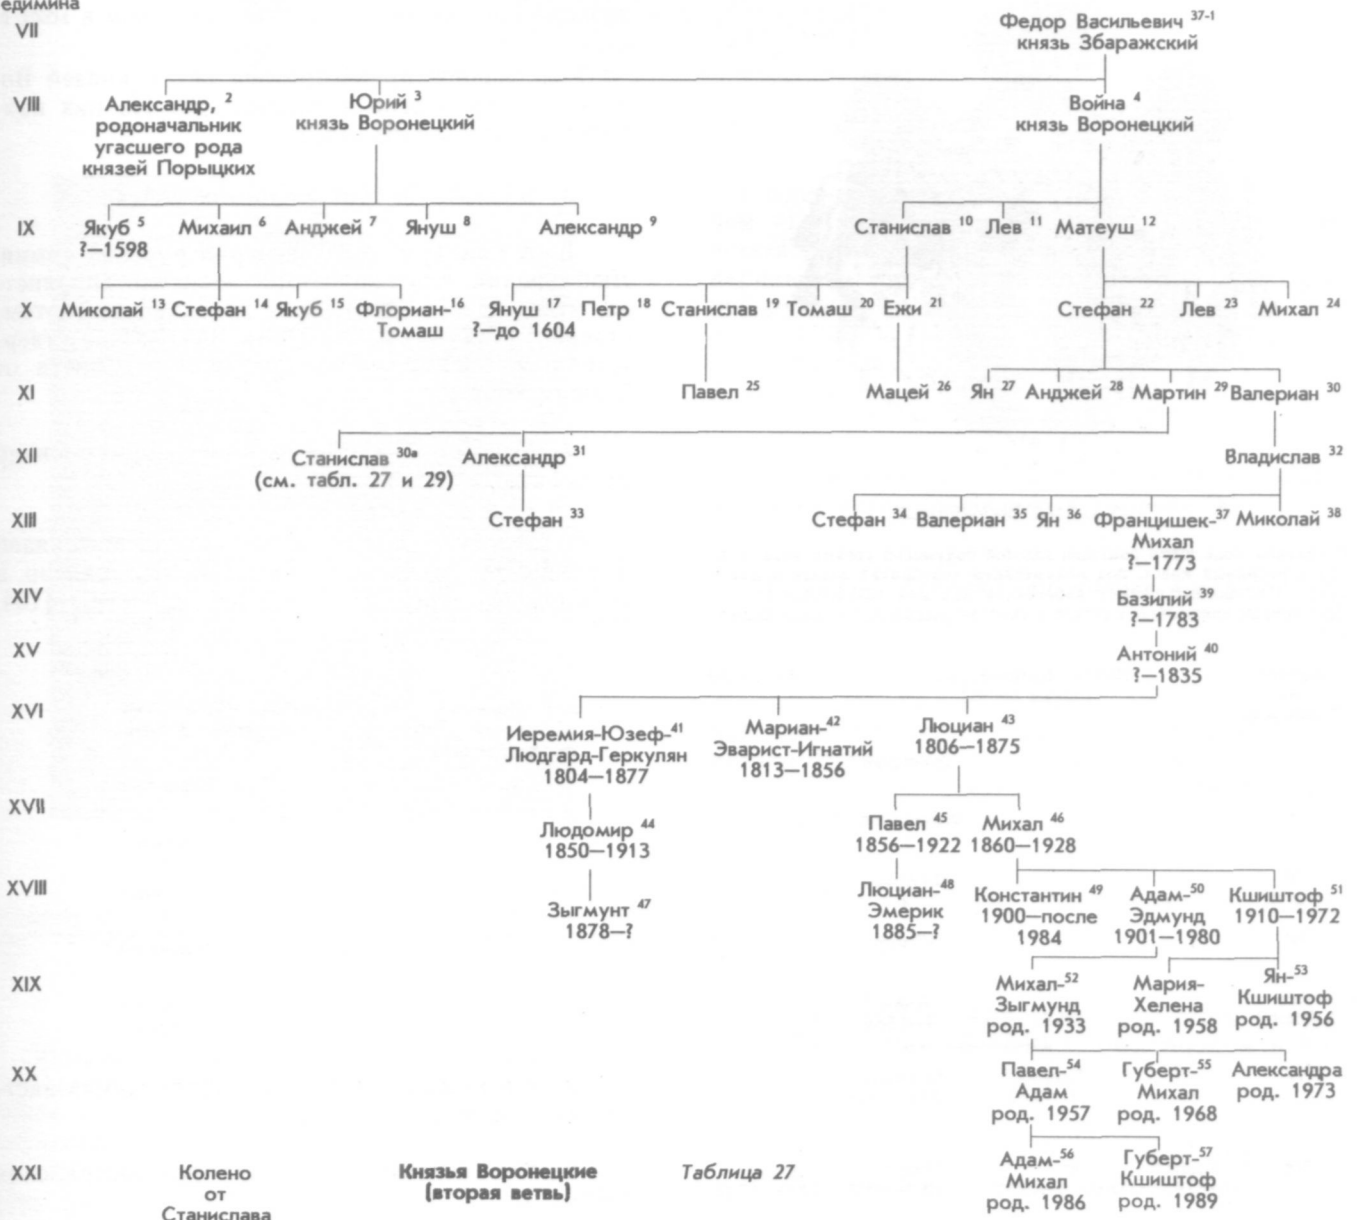 едимина
VII
Федор Васильевич 37-1
князь Збаражский
VIII
Александр, 2
родоначальник
угасшего рода
князей Порыцких
Юрий 3
князь Воронецкий
Война 4
князь Воронецкий
IX
Якуб 5
?—1598
Михаил 6
Анджей 7
Януш 8
Александр 9
Станислав 10
Лев 11
Матеуш 12
X
Миколай 13
Стефан 14
Якуб 15
Флориан- 16
Томаш
Януш 17
?—до 1604
Петр 18
Станислав 19
Томаш 20
Ежи 21
Стефан 22
Лев 23
Михал 24
XI
Павел 25
Мацей 26
Ян 27
Анджей 28
Мартин 29
Валериан 30
XII
Станислав 30а
(см. табл. 27 и 29)
Александр 31
Владислав 32
XIII
Стефан 33
Стефан 34
Валериан 35
Ян 36
Францишек- 37
Михал
?—1773
Миколай 38
XIV
Базилий 39
?—1783
XV
Антоний 40
?—1835
XVI
Иеремия-Юзеф- 41
Людгард-Геркулян
1804—1877
Мариан- 42
Эварист-Игнатий
1813—1856
Люциан 43
1806—1875
XVII
Людомир 44
1850—1913
Павел 45
1856—1922
Михал 46
1860—1928
XVIII
Зыгмунт 47
1878—?
Люциан- 48
Эмерик
1885—?
Константин 49
1900—после
1984
Адам- 50
Эдмунд
1901—1980
Кшиштоф 51
1910—1972
XIX
Михал- 52
Зыгмунд
род. 1933
Мария-
Хелена
род. 1958
Ян- 53
Кшиштоф
род. 1956
XX
Павел- 54
Адам
род. 1957
Губерт- 55
Михал
род. 1968
Александра
род. 1973
XXI
Адам- 56
Михал
род. 1986
Губерт- 57
Кшиштоф
род. 1989
Колено
от
Станислава
Князья Воронецкие
(вторая ветвь)
Таблица 27